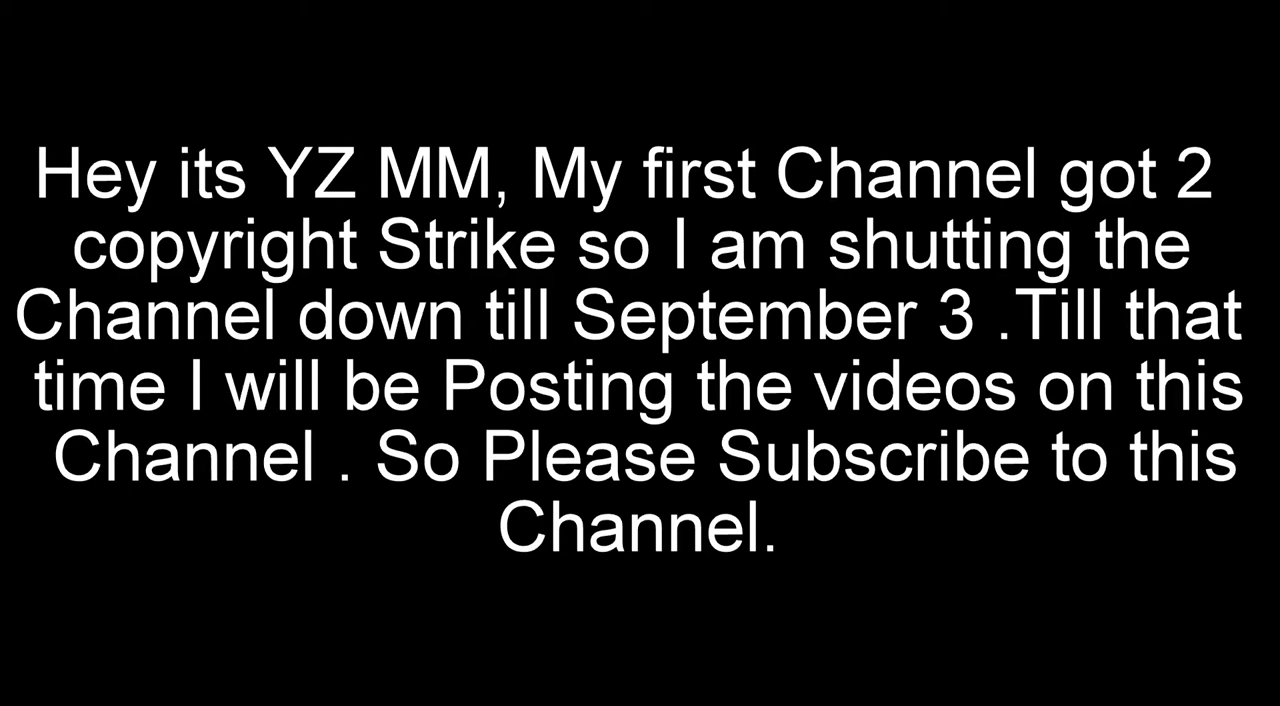 Hey its YZ MM, My first Channel got 2
copyright Strike so I am shutting the
Channel down till September 3 .Till that
time I will be Posting the videos on this
Channel . So Please Subscribe to this
Channel.